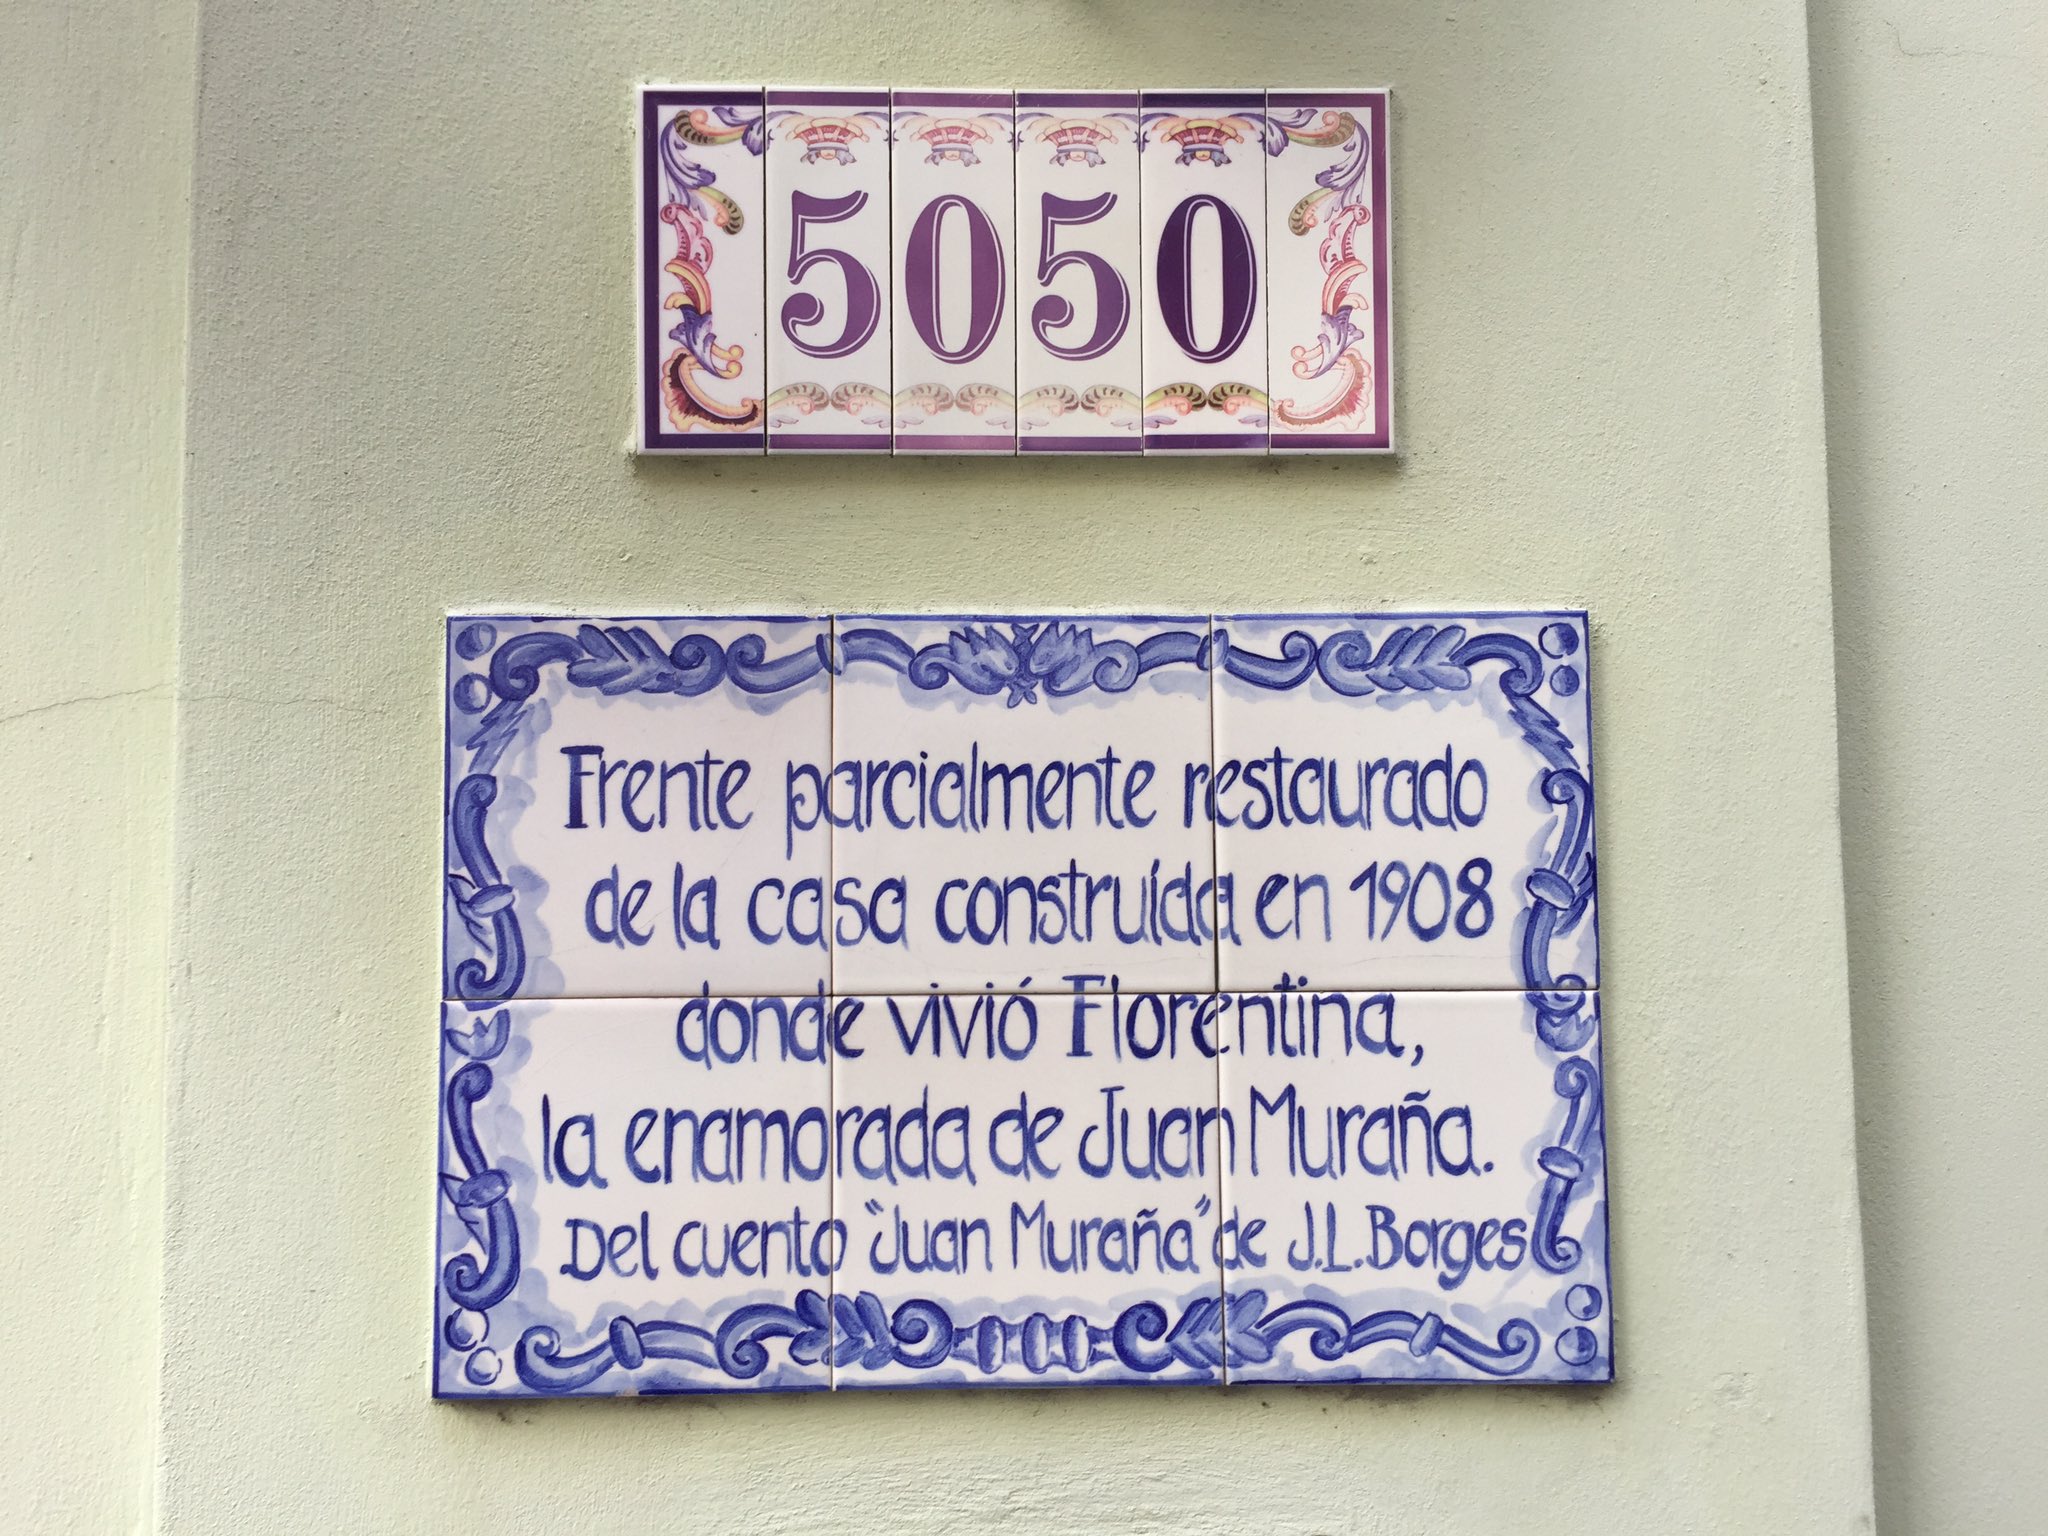 5050
Frente parcialmente restaurado
de la casa construída en 1908
donde vivió Florentina,
la enamorada de Juan Muraña.
Del cuento "Juan Muraña" de J.L.Borges